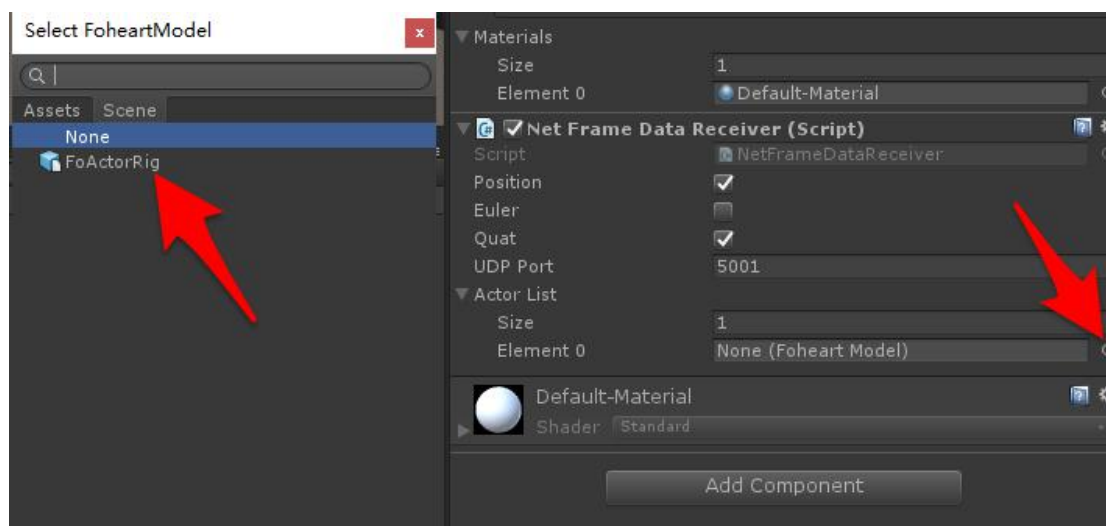 Select FoheartModel
x
Assets Scene
None
FoActorRig
Materials
Size 1
Element 0 Default-Material
Net Frame Data Receiver (Script)
Script NetFrameDataReceiver
Position
Euler
Quat
UDP Port 5001
Actor List
Size 1
Element 0 None (Foheart Model)
Default-Material
Shader Standard
Add Component